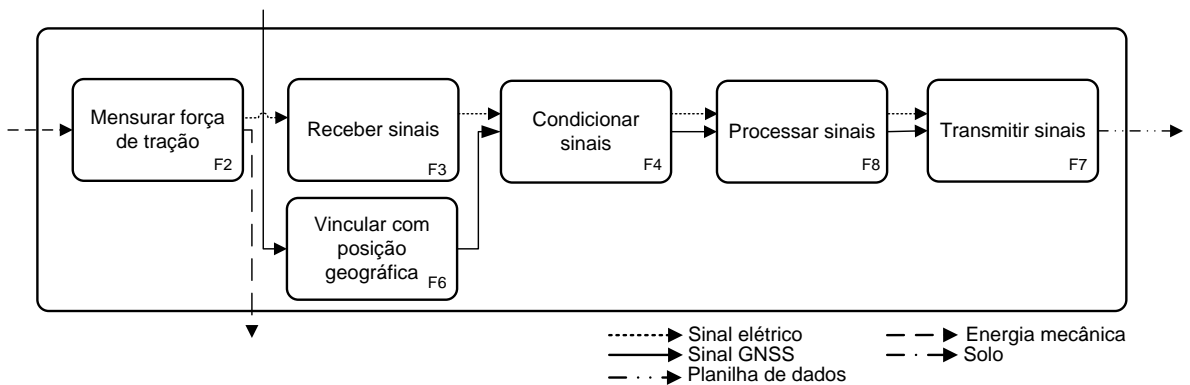 Mensurar força
de tração
F2
Receber sinais
F3
Condicionar
sinais
F4
Processar sinais
F8
Transmitir sinais
F7
Vincular com
posição
geográfica
F6
Sinal elétrico
Sinal GNSS
Planilha de dados
Energia mecânica
Solo